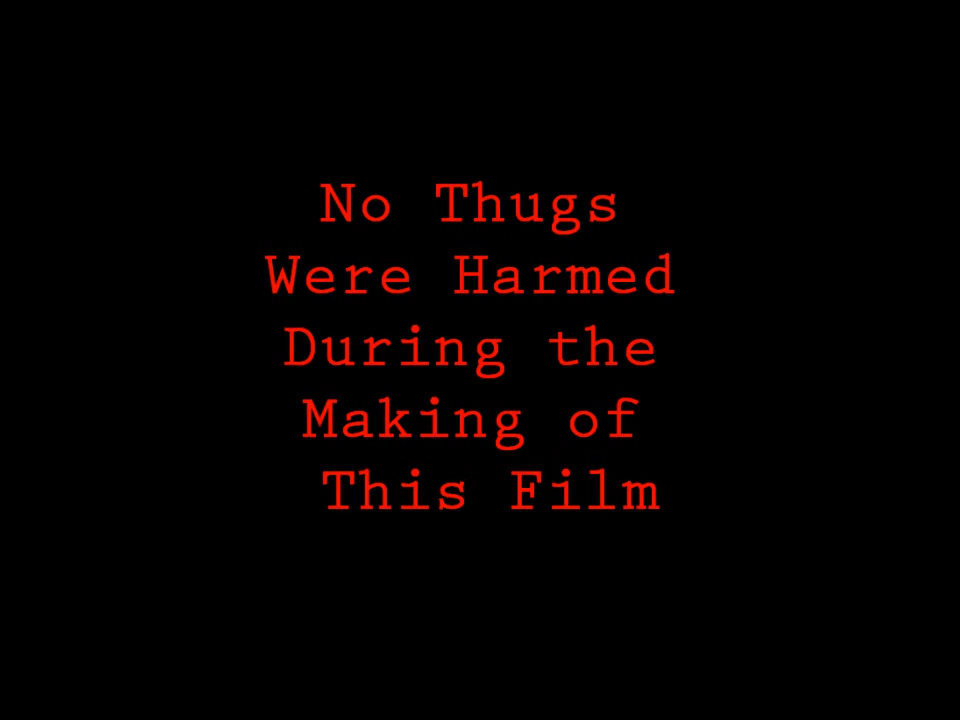 No Thugs
Were Harmed
During the
Making of
This Film